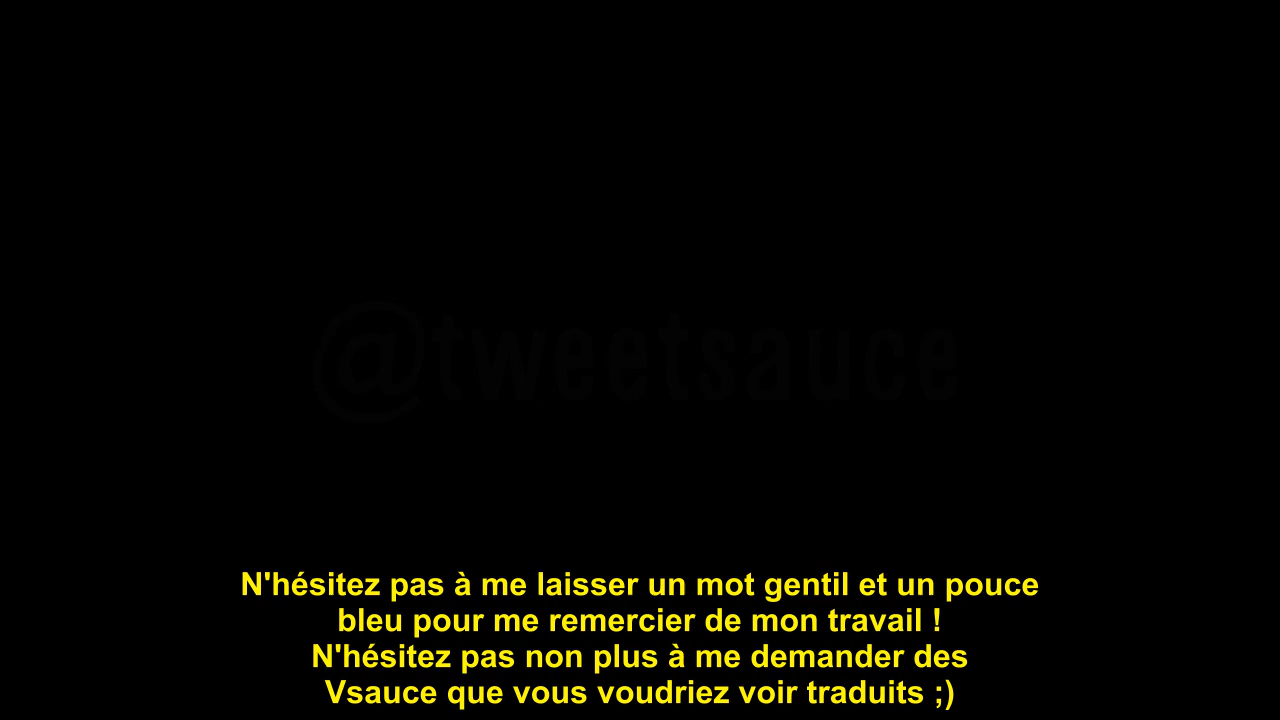 @tweetsauce
N'hésitez pas à me laisser un mot gentil et un pouce
bleu pour me remercier de mon travail !
N'hésitez pas non plus à me demander des
Vsauce que vous voudriez voir traduits ;)